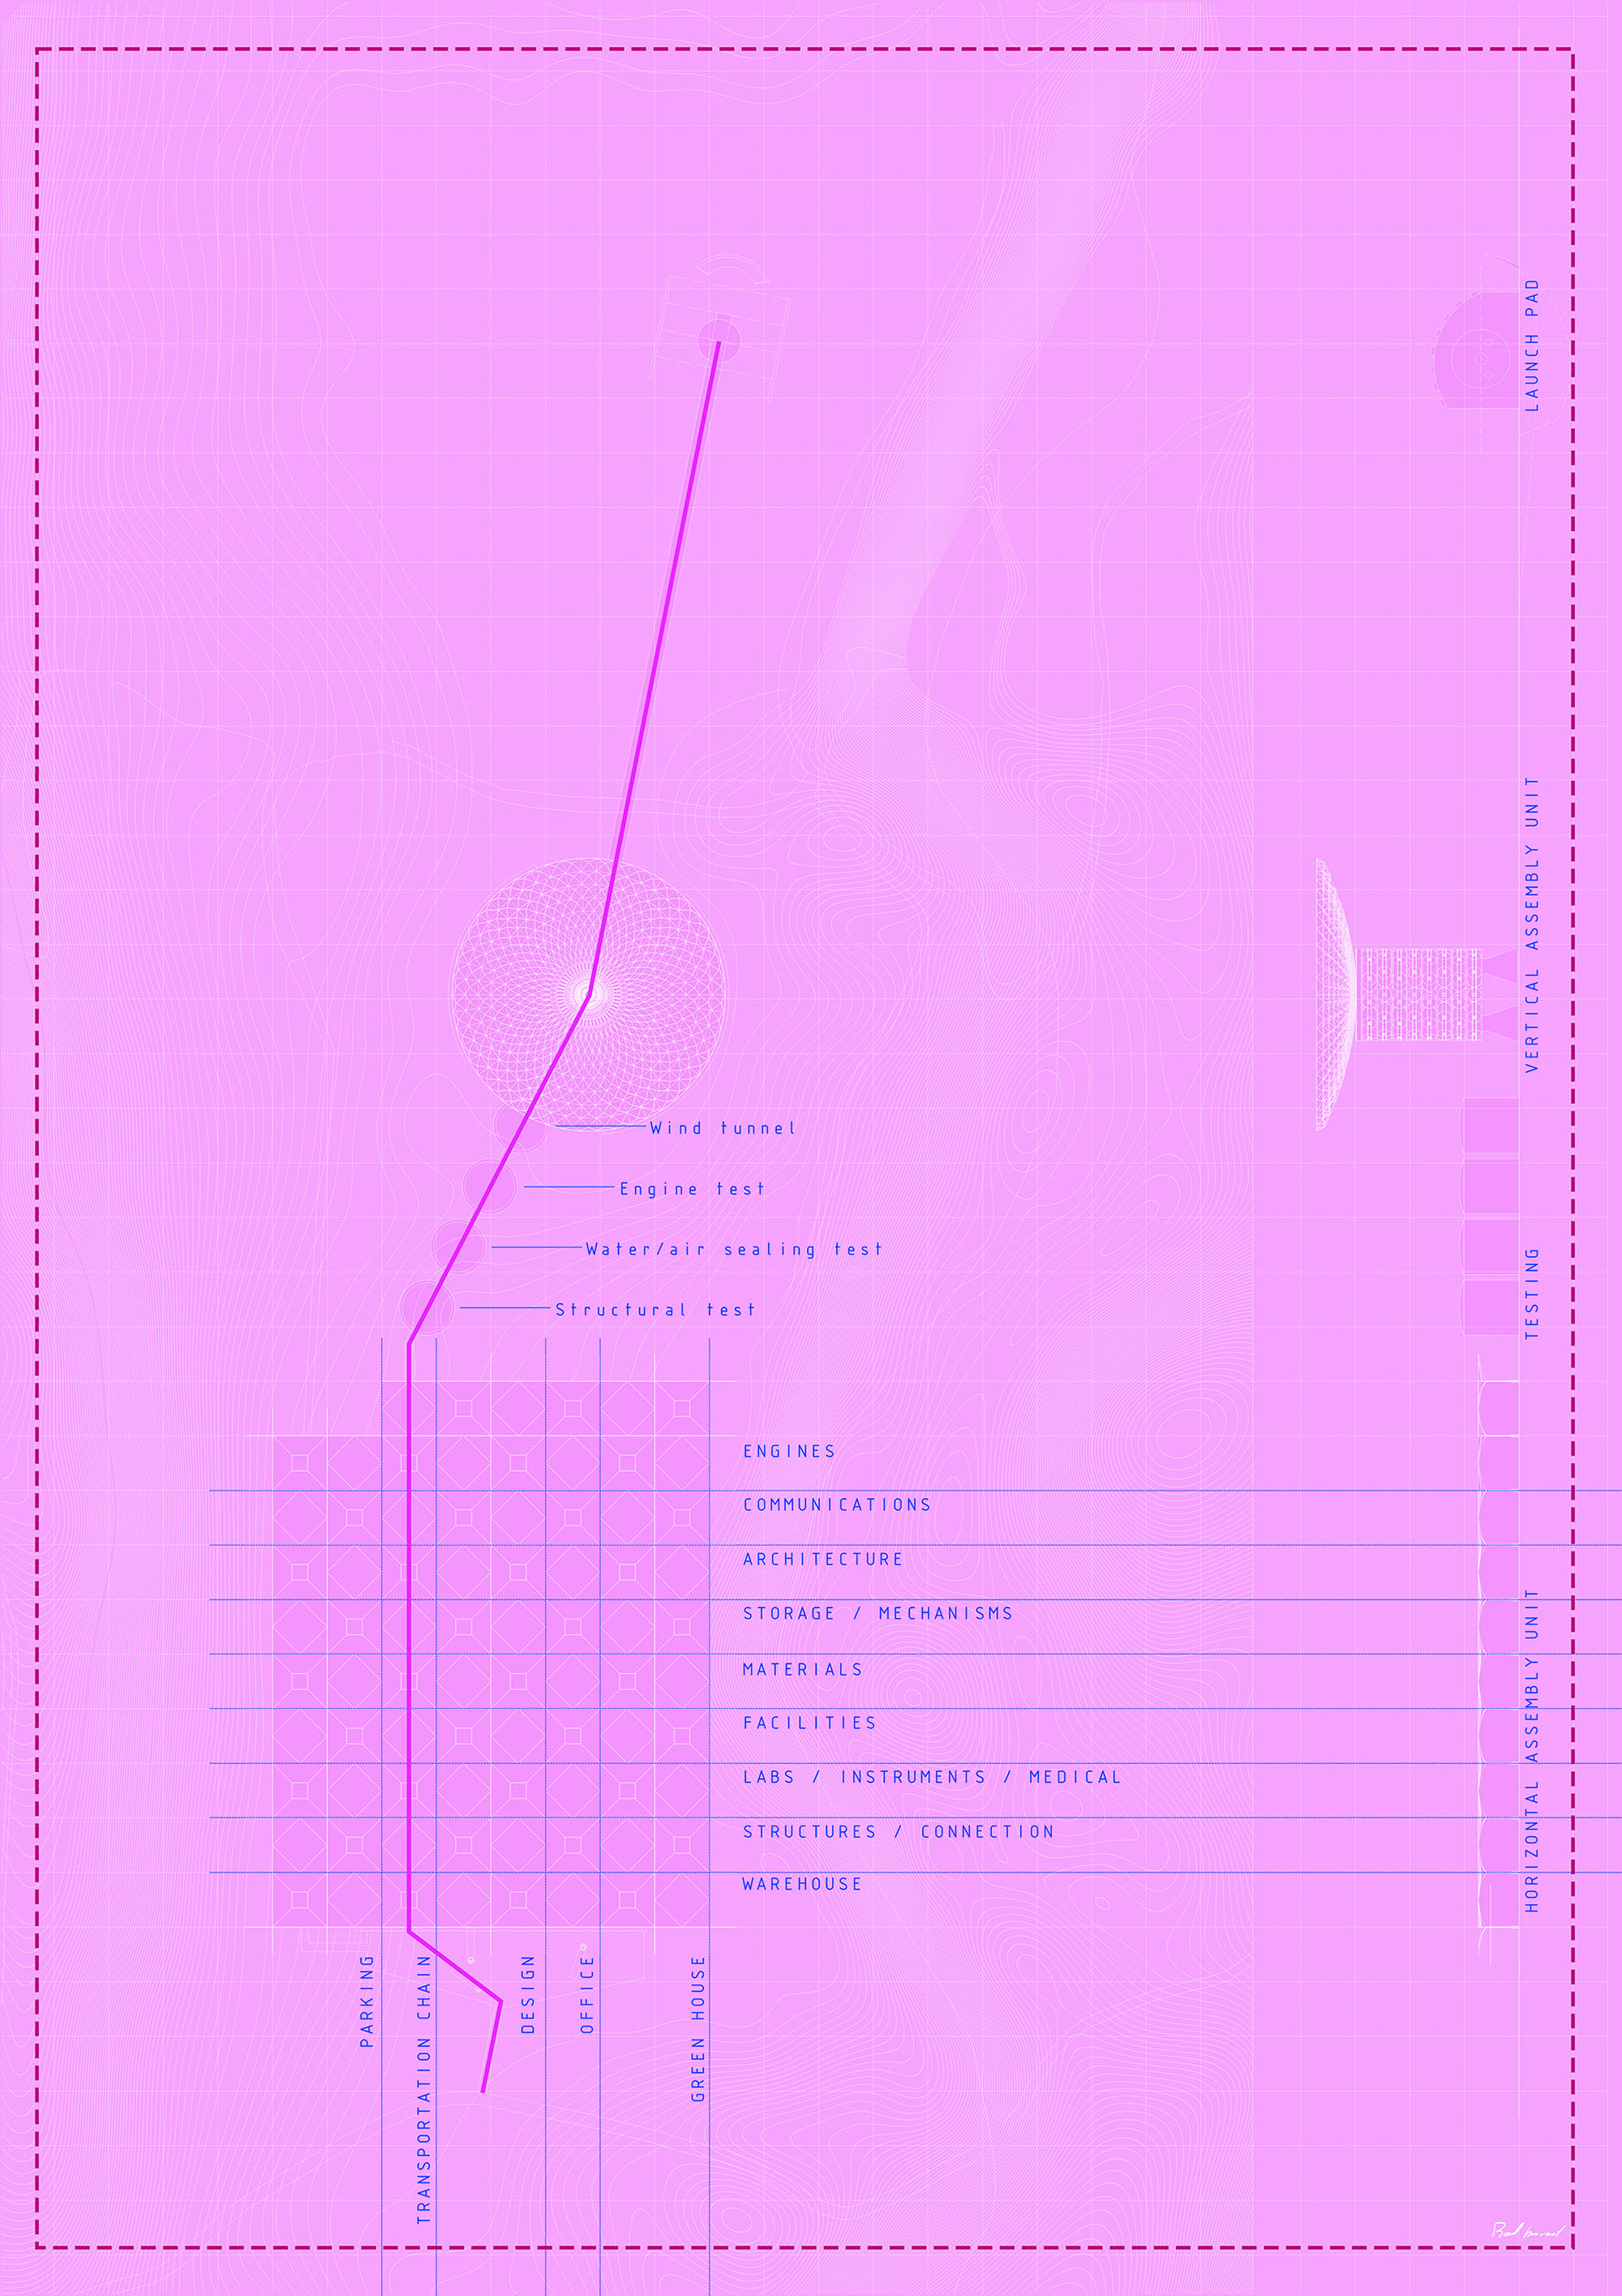 LAUNCH PAD
VERTICAL ASSEMBLY UNIT
Wind tunnel
Engine test
Water/air sealing test
Structural test
TESTING
ENGINES
COMMUNICATIONS
ARCHITECTURE
STORAGE / MECHANISMS
MATERIALS
FACILITIES
LABS / INSTRUMENTS / MEDICAL
STRUCTURES / CONNECTION
WAREHOUSE
HORIZONTAL ASSEMBLY UNIT
PARKING
TRANSPORTATION CHAIN
DESIGN
OFFICE
GREEN HOUSE